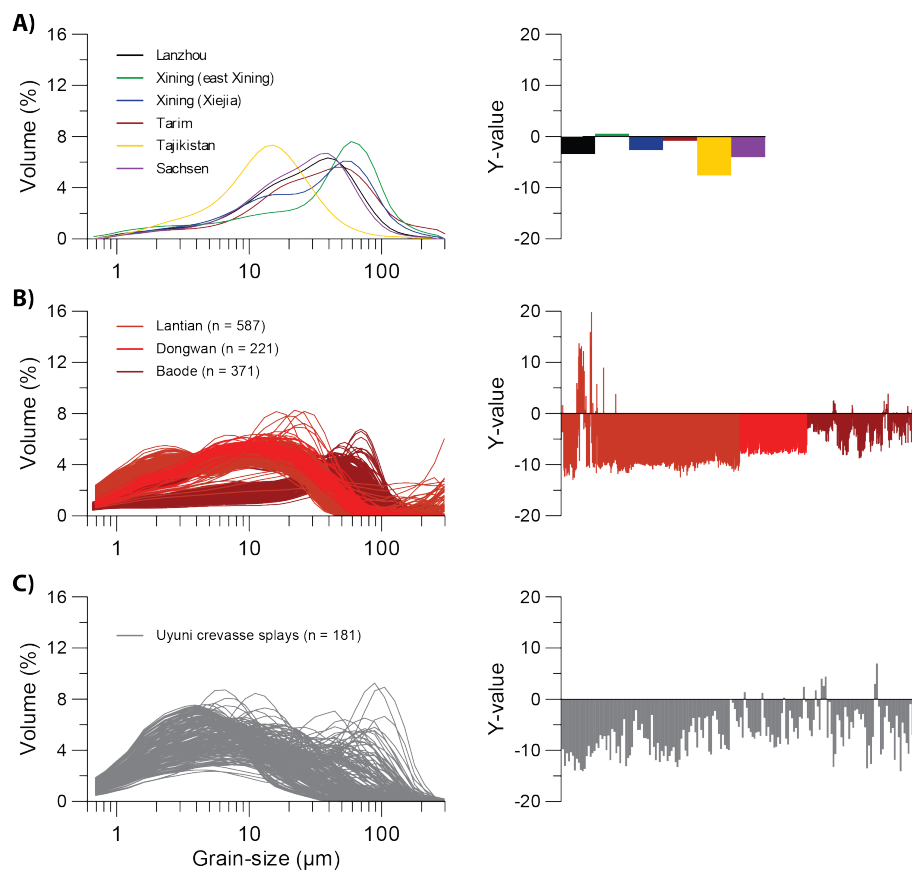 A)
16
12
8
4
0
Volume (%)
Lanzhou
Xining (east Xining)
Xining (Xiejia)
Tarim
Tajikistan
Sachsen
1
10
100
20
10
0
-10
-20
Y-value
B)
16
12
8
4
0
Volume (%)
Lantian (n = 587)
Dongwan (n = 221)
Baode (n = 371)
1
10
100
20
10
0
-10
-20
Y-value
C)
16
12
8
4
0
Volume (%)
Uyuni crevasse splays (n = 181)
1
10
100
Grain-size (µm)
20
10
0
-10
-20
Y-value